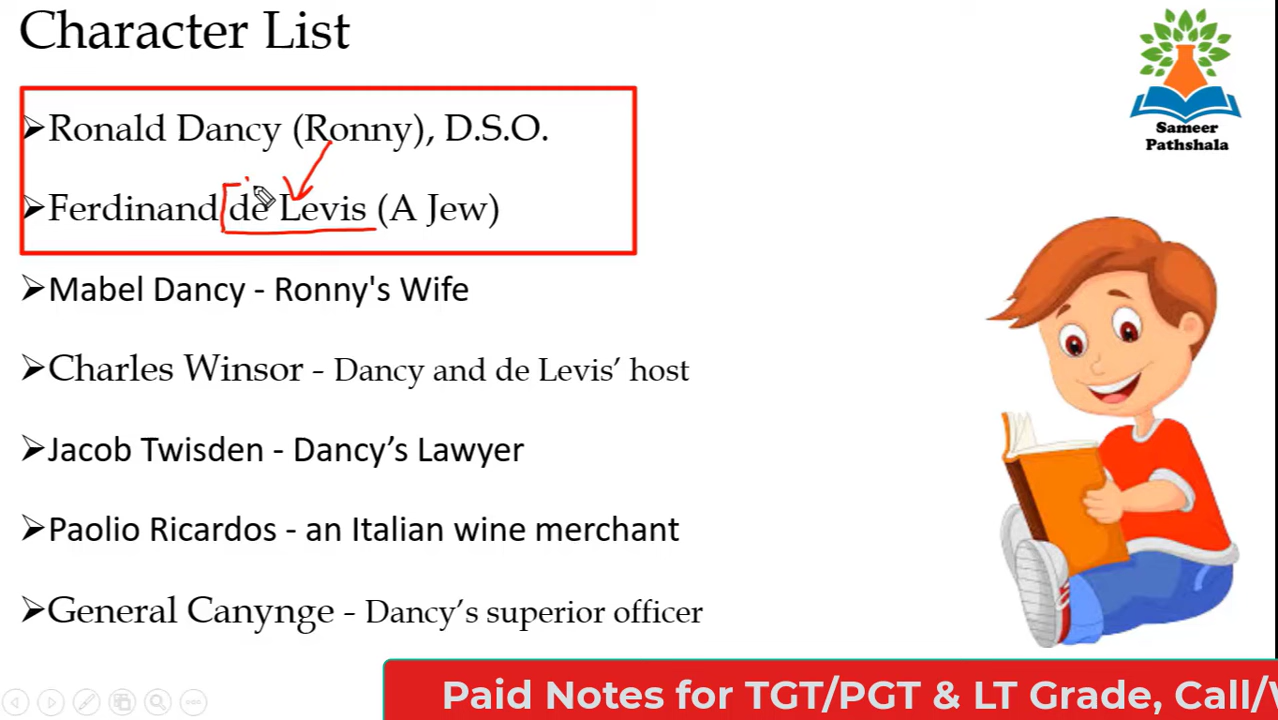 Character List
Sameer
Pathshala
➢Ronald Dancy (Ronny), D.S.O.
➢Ferdinand de Levis (A Jew)
➢Mabel Dancy - Ronny's Wife
➢Charles Winsor - Dancy and de Levis’ host
➢Jacob Twisden - Dancy’s Lawyer
➢Paolio Ricardos - an Italian wine merchant
➢General Canynge - Dancy’s superior officer
Paid Notes for TGT/PGT & LT Grade, Call/